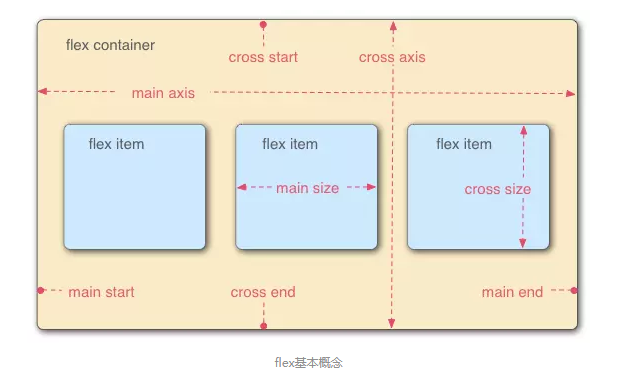 flex container
cross start
cross axis
main axis
flex item
flex item
flex item
main size
cross size
main start
cross end
main end
flex基本概念